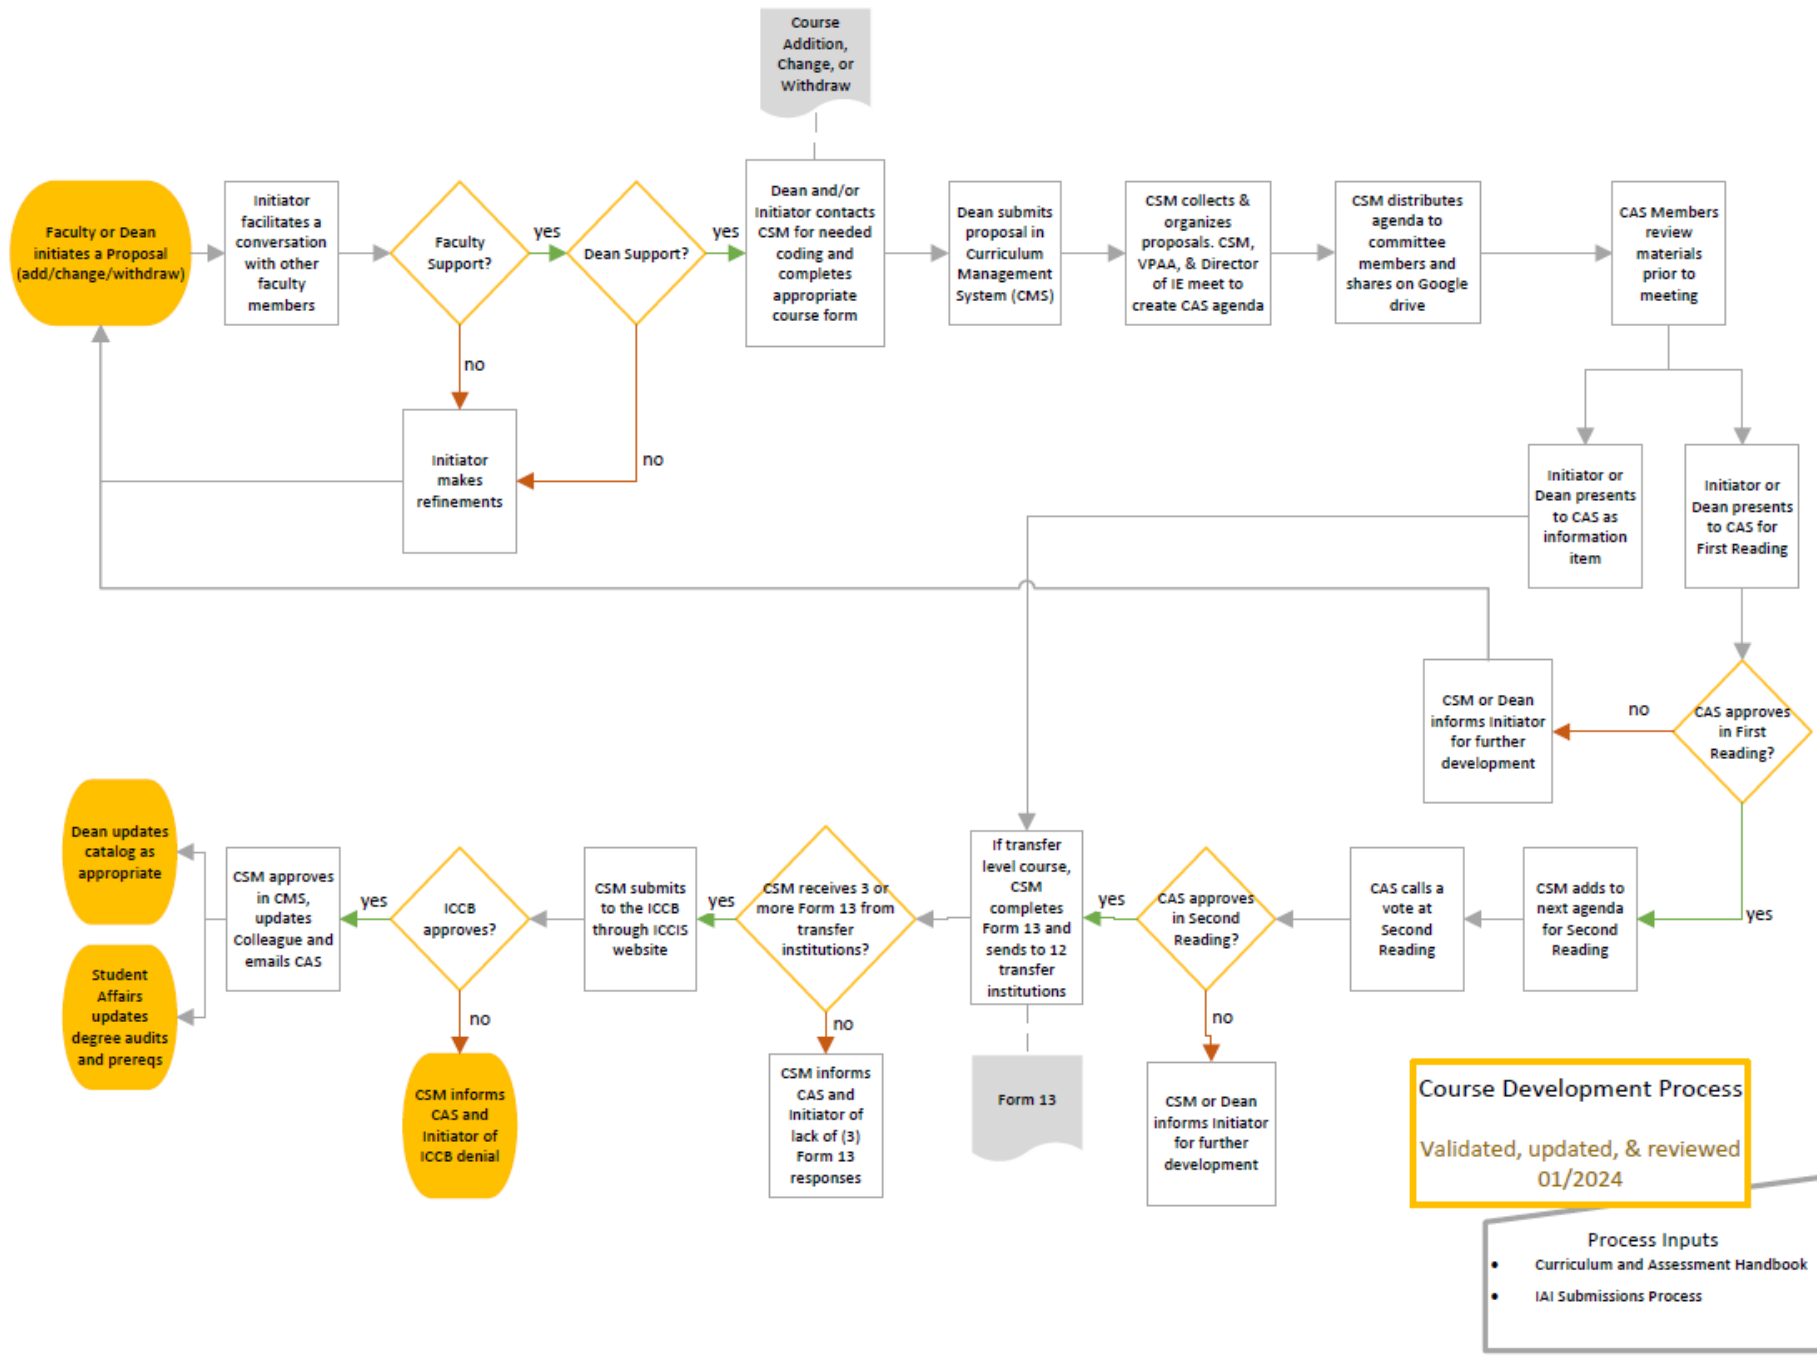 Course
Addition,
Change, or
Withdraw
Faculty or Dean
initiates a Proposal
(add/change/withdraw)
Initiator
facilitates a
conversation
with other
faculty
members
Faculty
Support?
yes
Dean Support?
yes
Dean and/or
Initiator contacts
CSM for needed
coding and
completes
appropriate
course form
Dean submits
proposal in
Curriculum
Management
System (CMS)
CSM collects &
organizes
proposals. CSM,
VPAA, & Director
of IE meet to
create CAS agenda
CSM distributes
agenda to
committee
members and
shares on Google
drive
CAS Members
review
materials
prior to
meeting
no
no
Initiator
makes
refinements
Initiator or
Dean presents
to CAS as
information
item
Initiator or
Dean presents
to CAS for
First Reading
CSM or Dean
informs Initiator
for further
development
no
CAS approves
in First
Reading?
yes
Dean updates
catalog as
appropriate
Student
Affairs
updates
degree audits
and prereqs
CSM approves
in CMS,
updates
Colleague and
emails CAS
yes
ICCB
approves?
CSM submits
to the ICCB
through ICCIS
website
yes
CSM receives 3 or
more Form 13 from
transfer
institutions?
If transfer
level course,
CSM
completes
Form 13 and
sends to 12
transfer
institutions
yes
CAS approves
in Second
Reading?
CAS calls a
vote at
Second
Reading
CSM adds to
next agenda
for Second
Reading
no
no
no
CSM informs
CAS and
Initiator of
ICCB denial
CSM informs
CAS and
Initiator of
lack of (3)
Form 13
responses
Form 13
CSM or Dean
informs Initiator
for further
development
Course Development Process
Validated, updated, & reviewed
01/2024
Process Inputs
• Curriculum and Assessment Handbook
• IAI Submissions Process